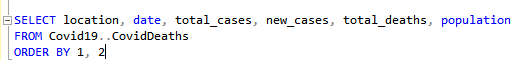 SELECT location, date, total_cases, new_cases, total_deaths, population
FROM Covid19..CovidDeaths
ORDER BY 1, 2